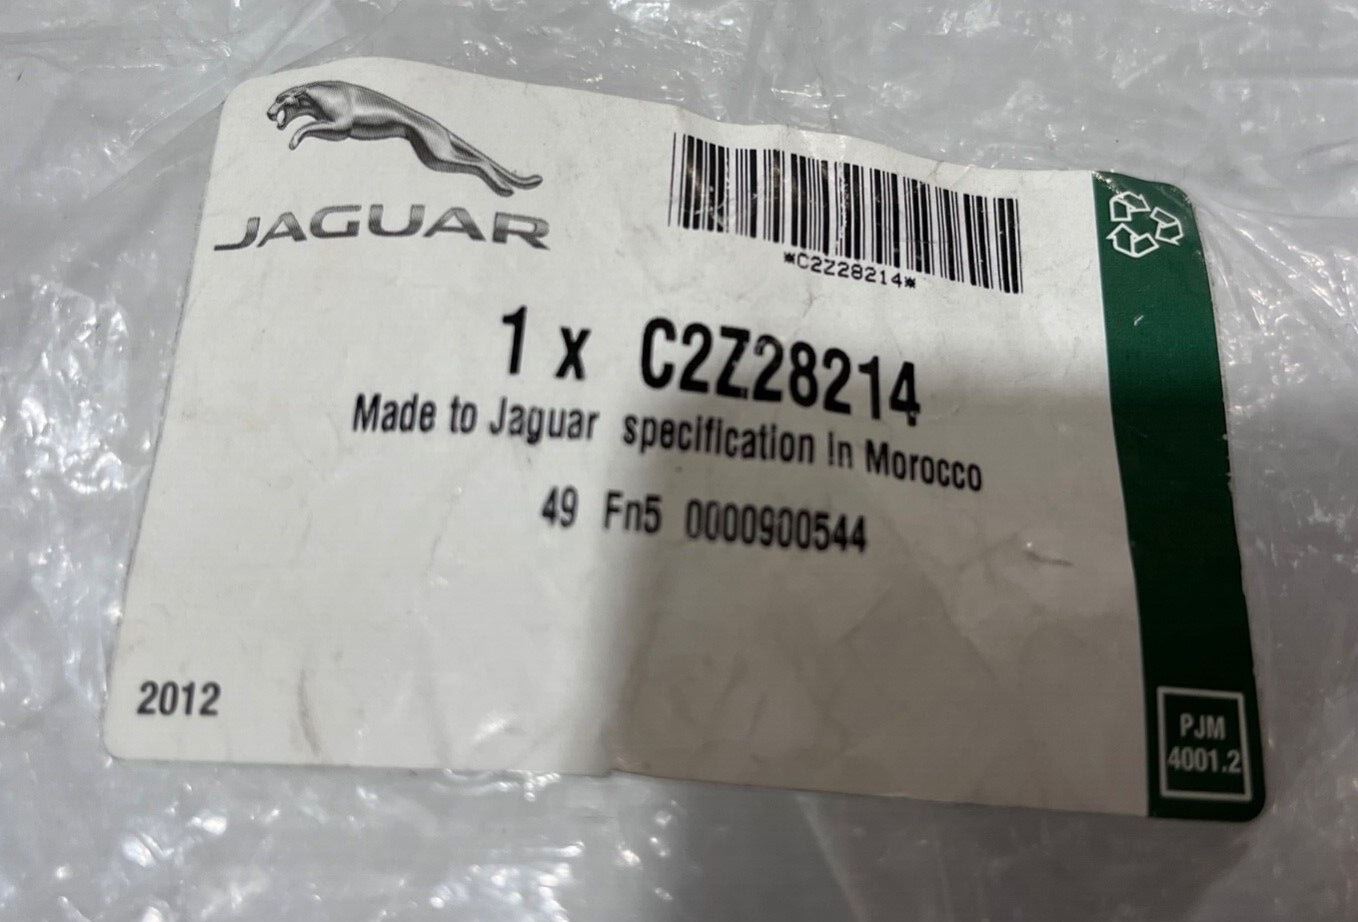 JAGUAR
*C2Z28214*
1 x C2Z28214
Made to Jaguar specification in Morocco
49 Fn5 0000900544
2012
PJM
4001.2